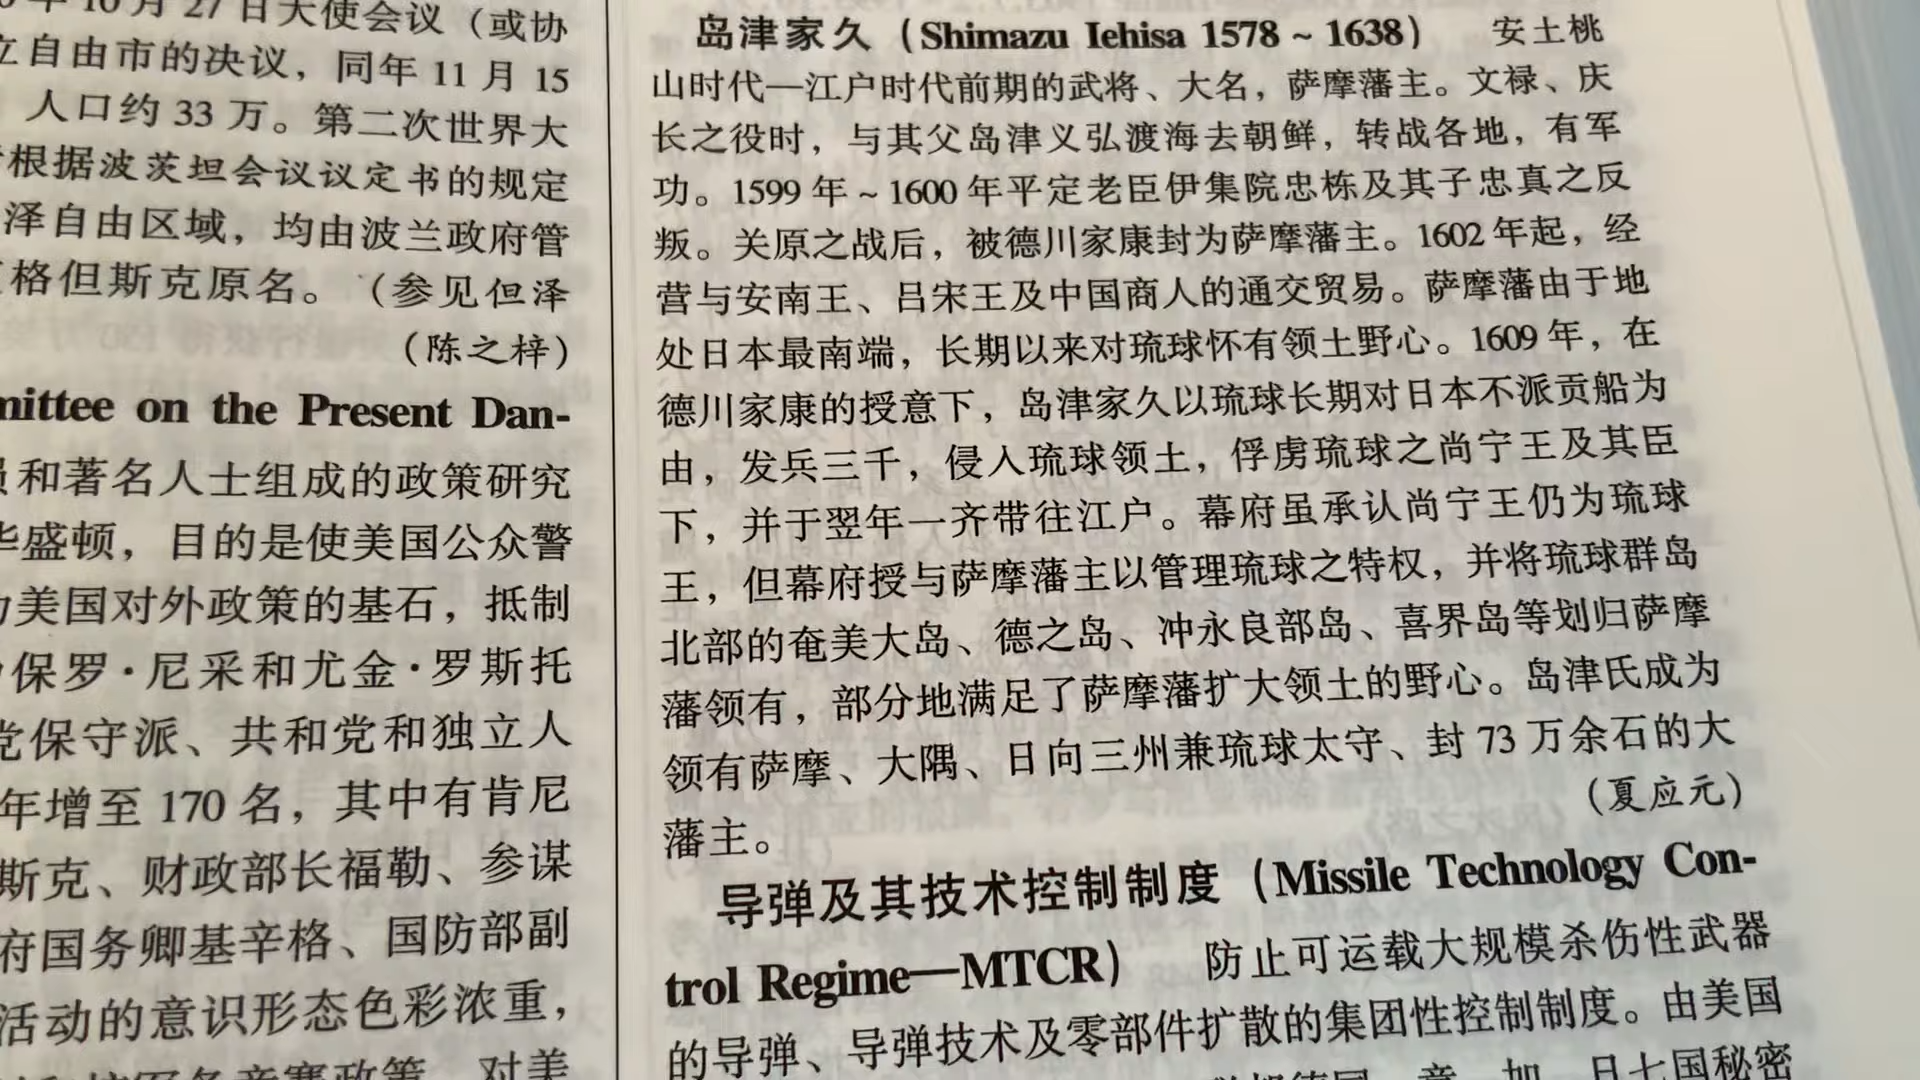 年 10 月 27 日大使会议（或协
立自由市的决议，同年 11 月 15
人口约 33 万。第二次世界大
根据波茨坦会议议定书的规定
泽自由区域，均由波兰政府管
格但斯克原名。（参见但泽
（陈之梓）
mittee on the Present Dan-
员和著名人士组成的政策研究
华盛顿，目的是使美国公众警
为美国对外政策的基石，抵制
保罗·尼采和尤金·罗斯托
党保守派、共和党和独立人
年增至 170 名，其中有肯尼
斯克、财政部长福勒、参谋
府国务卿基辛格、国防部副
活动的意识形态色彩浓重，
军备竞赛政策，对美
岛津家久（Shimazu Iehisa 1578 ~ 1638） 安土桃
山时代—江户时代前期的武将、大名，萨摩藩主。文禄、庆
长之役时，与其父岛津义弘渡海去朝鲜，转战各地，有军
功。1599 年 ~ 1600 年平定老臣伊集院忠栋及其子忠真之反
叛。关原之战后，被德川家康封为萨摩藩主。1602 年起，经
营与安南王、吕宋王及中国商人的通交贸易。萨摩藩由于地
处日本最南端，长期以来对琉球怀有领土野心。1609 年，在
德川家康的授意下，岛津家久以琉球长期对日本不派贡船为
由，发兵三千，侵入琉球领土，俘虏琉球之尚宁王及其臣
下，并于翌年一齐带往江户。幕府虽承认尚宁王仍为琉球
王，但幕府授与萨摩藩主以管理琉球之特权，并将琉球群岛
北部的奄美大岛、德之岛、冲永良部岛、喜界岛等划归萨摩
藩领有，部分地满足了萨摩藩扩大领土的野心。岛津氏成为
领有萨摩、大隅、日向三州兼琉球太守、封 73 万余石的大
藩主。 （夏应元）
导弹及其技术控制制度（Missile Technology Con-
trol Regime—MTCR） 防止可运载大规模杀伤性武器
的导弹、导弹技术及零部件扩散的集团性控制制度。由美国
德国、意、加、日七国秘密